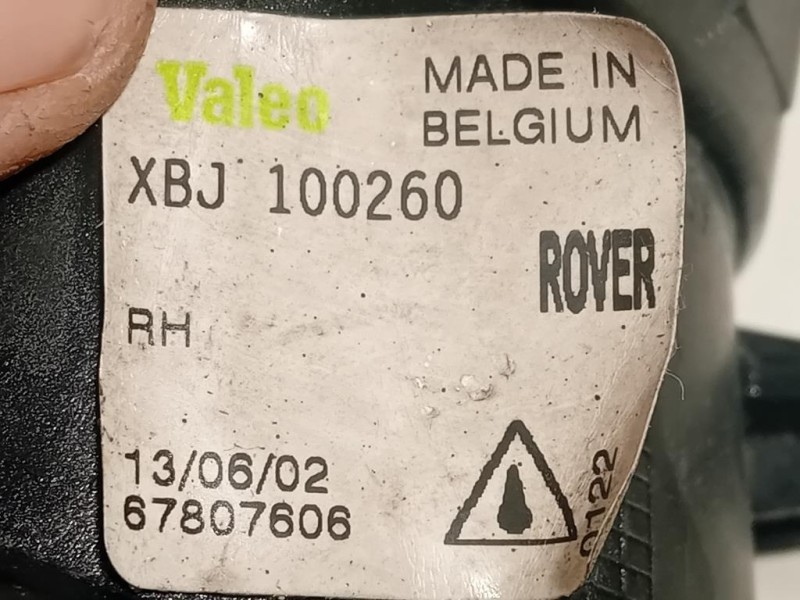 Valeo
MADE IN
BELGIUM
XBJ 100260
ROVER
RH
13/06/02
67807606
0122